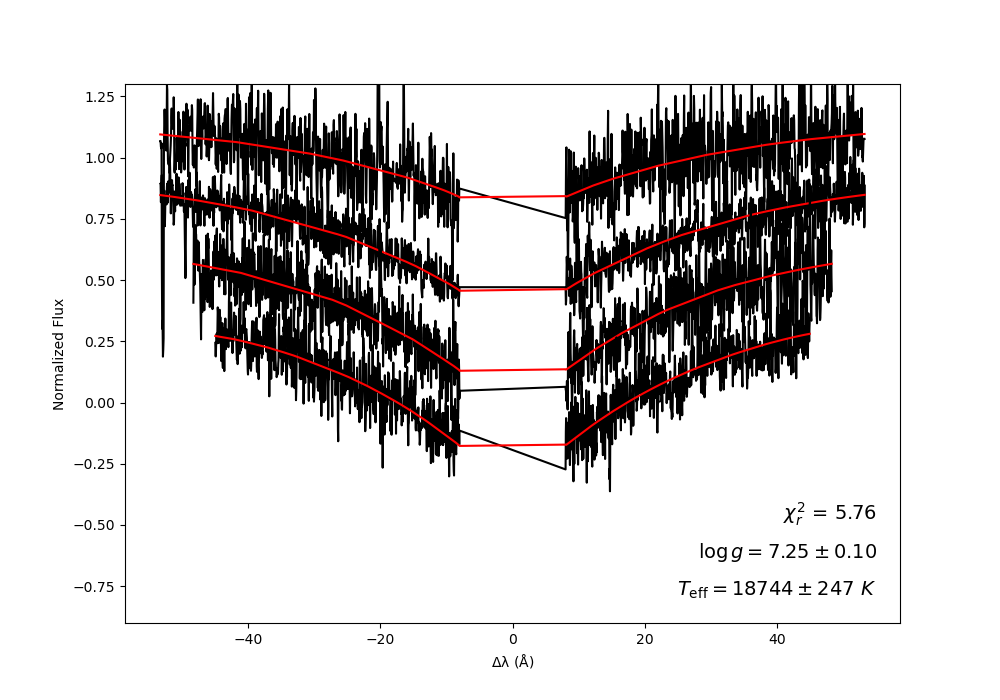 1.25
1.00
0.75
0.50
0.25
0.00
−0.25
−0.50
−0.75
Normalized Flux
χ²ᵣ = 5.76
log g = 7.25 ± 0.10
T_eff = 18744 ± 247 K
−40 −20 0 20 40
Δλ (Å)